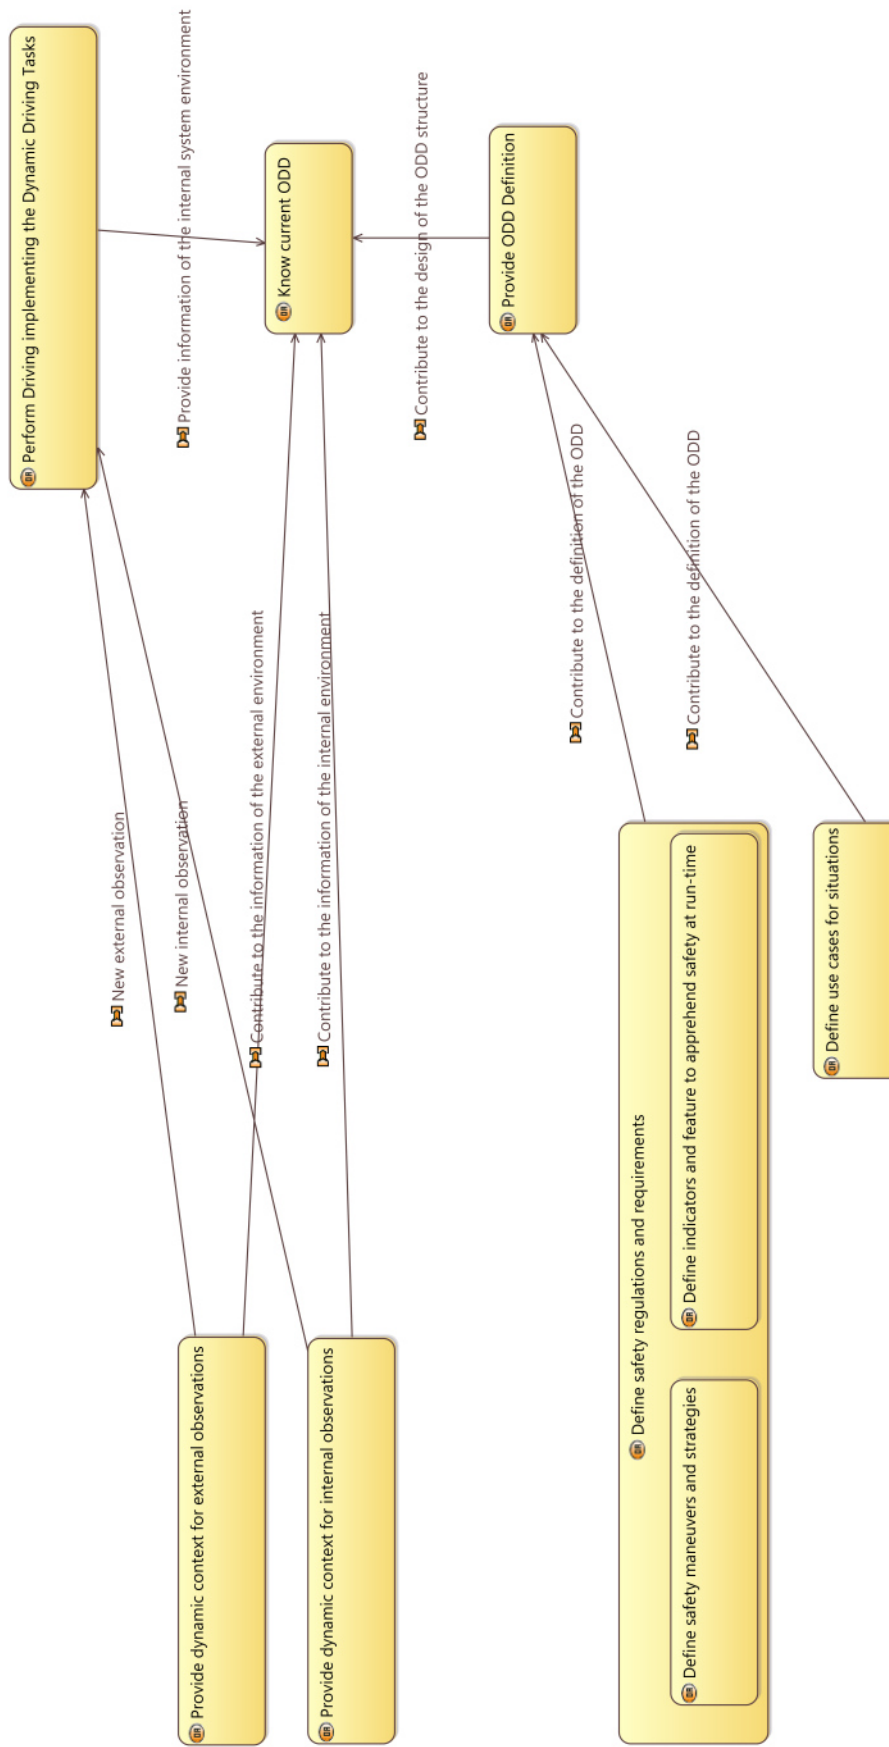 Perform Driving implementing the Dynamic Driving Tasks
Provide information of the internal system environment
Know current ODD
Contribute to the design of the ODD structure
Provide ODD Definition
New external observation
New internal observation
Contribute to the information of the external environment
Contribute to the information of the internal environment
Contribute to the definition of the ODD
Contribute to the definition of the ODD
Provide dynamic context for external observations
Provide dynamic context for internal observations
Define safety regulations and requirements
Define safety maneuvers and strategies
Define indicators and feature to apprehend safety at run-time
Define use cases for situations